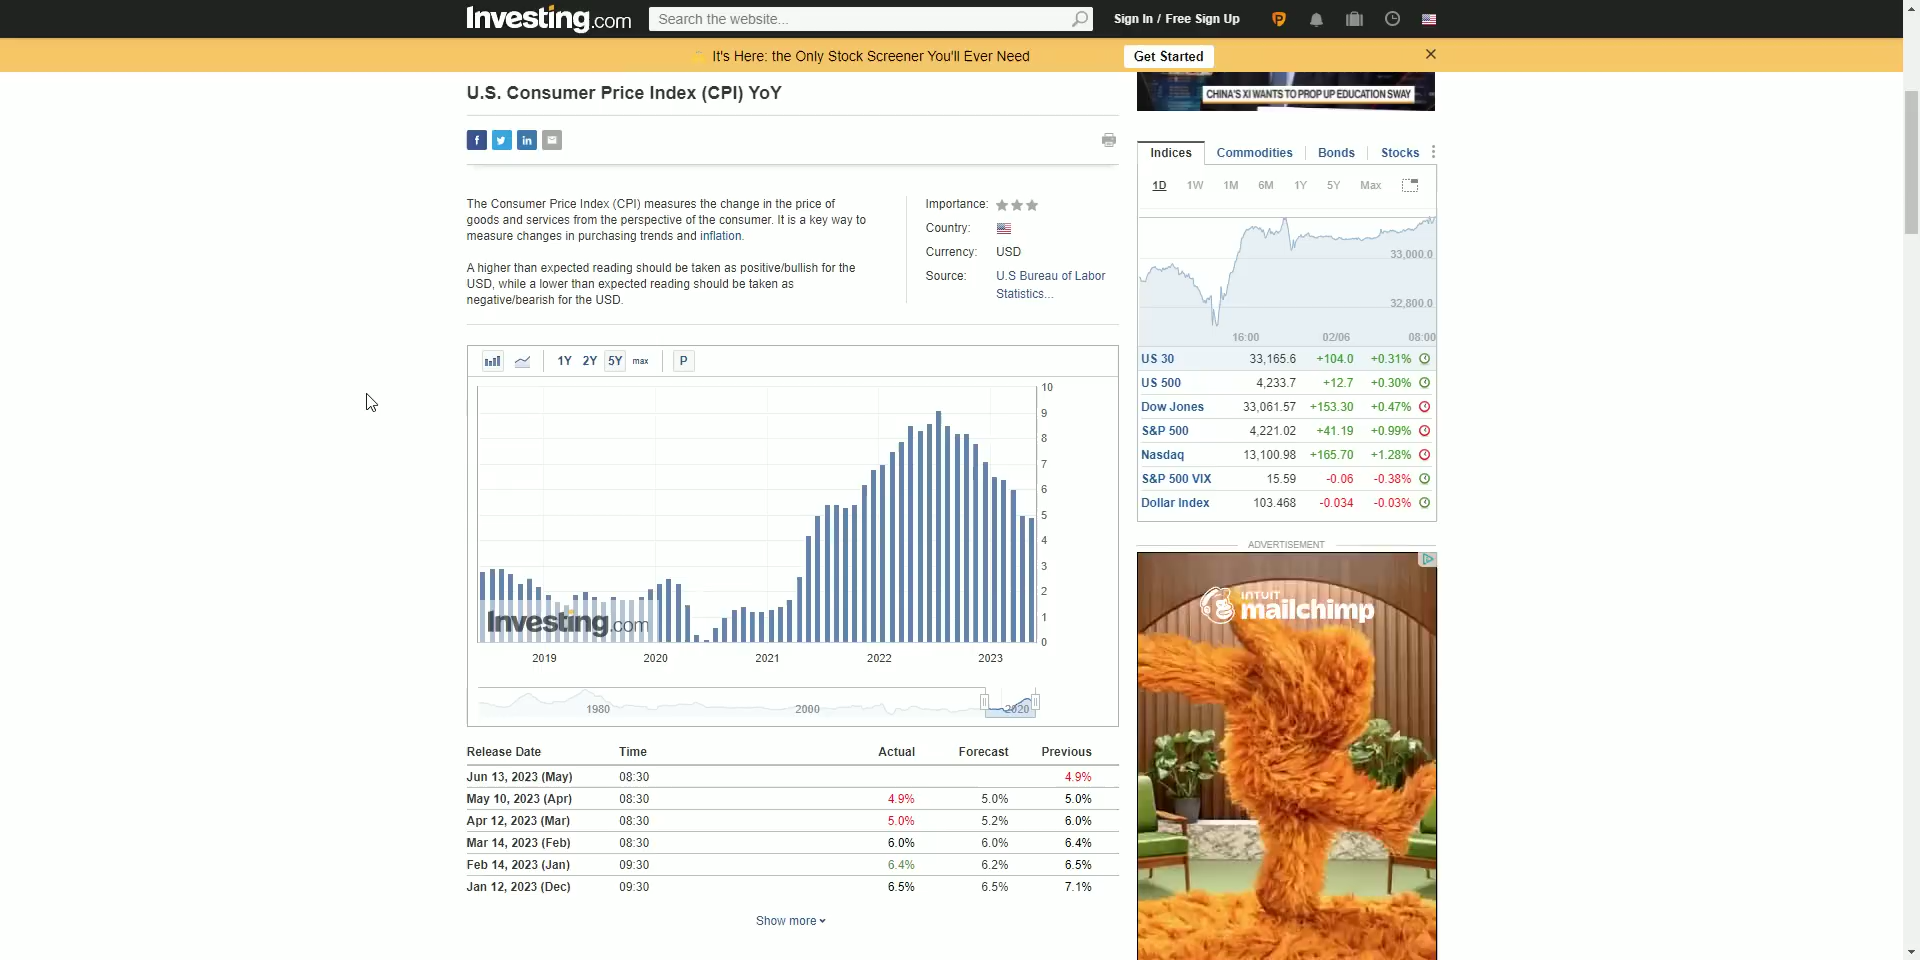 Investing.com
Search the website...
Sign In / Free Sign Up
It's Here: the Only Stock Screener You'll Ever Need
Get Started
U.S. Consumer Price Index (CPI) YoY
The Consumer Price Index (CPI) measures the change in the price of
goods and services from the perspective of the consumer. It is a key way to
measure changes in purchasing trends and inflation.
A higher than expected reading should be taken as positive/bullish for the
USD, while a lower than expected reading should be taken as
negative/bearish for the USD.
Importance:
Country:
Currency: USD
Source: U.S Bureau of Labor
Statistics...
1Y 2Y 5Y max P
10
9
8
7
6
5
4
3
2
1
0
Investing.com
2019 2020 2021 2022 2023
1980 2000 2020
Release Date Time Actual Forecast Previous
Jun 13, 2023 (May) 08:30 4.9%
May 10, 2023 (Apr) 08:30 4.9% 5.0% 5.0%
Apr 12, 2023 (Mar) 08:30 5.0% 5.2% 6.0%
Mar 14, 2023 (Feb) 08:30 6.0% 6.0% 6.4%
Feb 14, 2023 (Jan) 09:30 6.4% 6.2% 6.5%
Jan 12, 2023 (Dec) 09:30 6.5% 6.5% 7.1%
Show more
CHINA'S XI WANTS TO PROP UP EDUCATION SWAY
Indices Commodities Bonds Stocks
1D 1W 1M 6M 1Y 5Y Max
33,000.0
32,800.0
16:00 02/06 08:00
US 30 33,165.6 +104.0 +0.31%
US 500 4,233.7 +12.7 +0.30%
Dow Jones 33,061.57 +153.30 +0.47%
S&P 500 4,221.02 +41.19 +0.99%
Nasdaq 13,100.98 +165.70 +1.28%
S&P 500 VIX 15.59 -0.06 -0.38%
Dollar Index 103.468 -0.034 -0.03%
ADVERTISEMENT
INTUIT
mailchimp